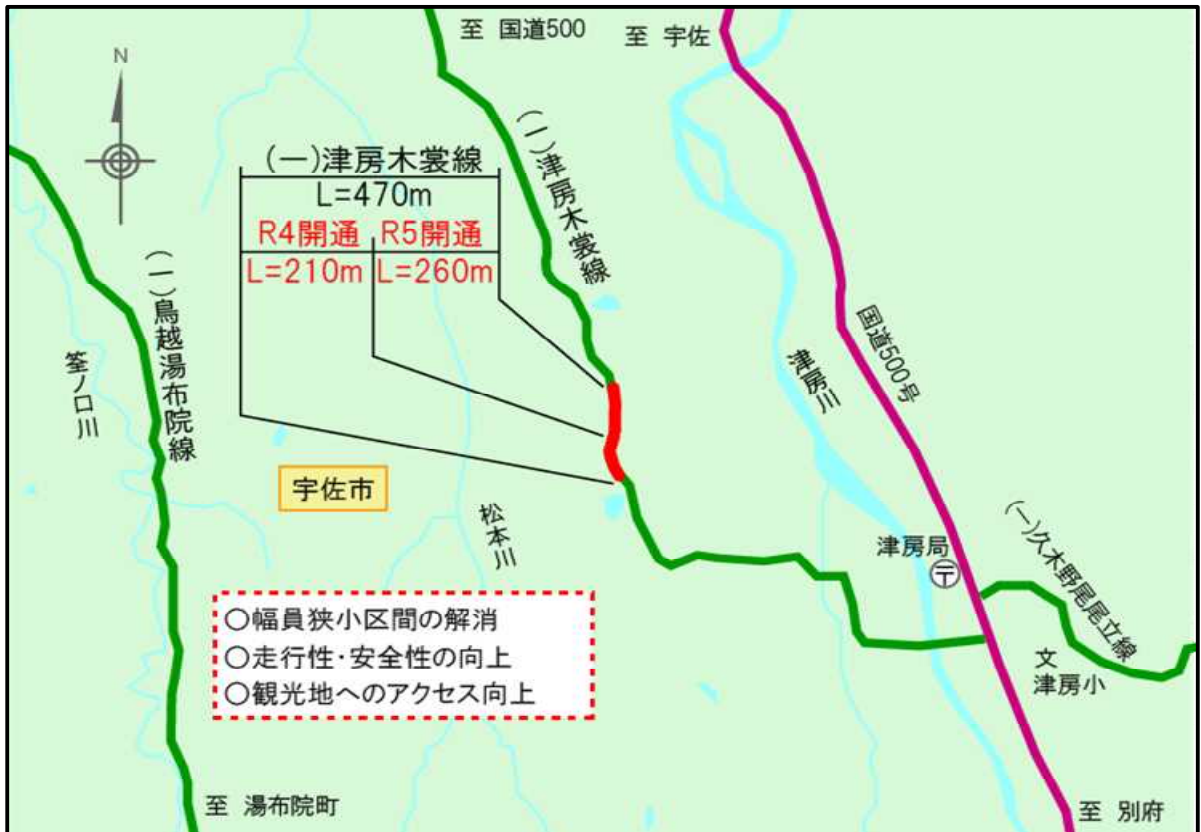 至 国道500
至 宇佐
N
(一)津房木裳線
L=470m
R4開通 R5開通
L=210m L=260m
(一)津房木裳線
(一)鳥越湯布院線
筌ノ口川
国道500号
津房川
宇佐市
松本川
津房局
〒
(一)久木野尾尾立線
文
津房小
○幅員狭小区間の解消
○走行性・安全性の向上
○観光地へのアクセス向上
至 湯布院町
至 別府